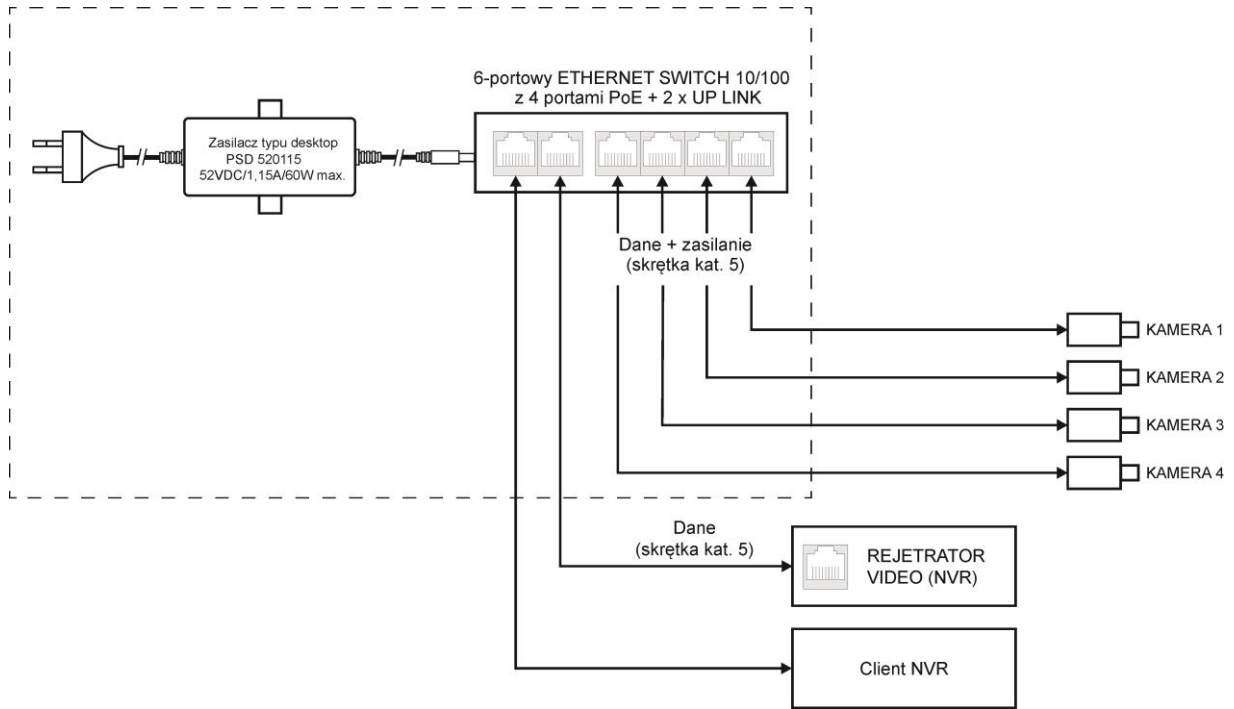 6-portowy ETHERNET SWITCH 10/100
z 4 portami PoE + 2 x UP LINK
Zasilacz typu desktop
PSD 520115
52VDC/1,15A/60W max.
Dane + zasilanie
(skrętka kat. 5)
KAMERA 1
KAMERA 2
KAMERA 3
KAMERA 4
Dane
(skrętka kat. 5)
REJETRATOR
VIDEO (NVR)
Client NVR